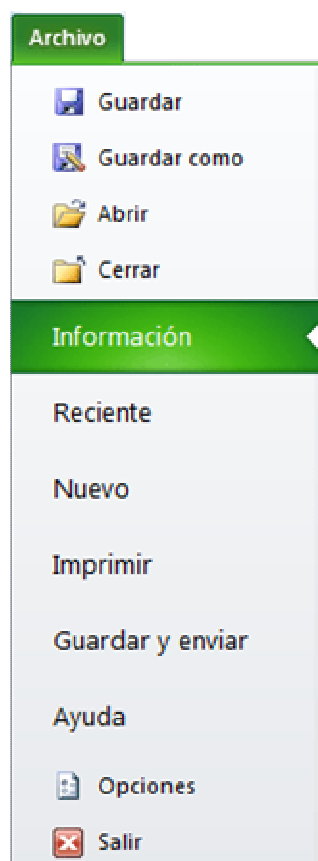 Archivo
Guardar
Guardar como
Abrir
Cerrar
Información
Reciente
Nuevo
Imprimir
Guardar y enviar
Ayuda
Opciones
Salir